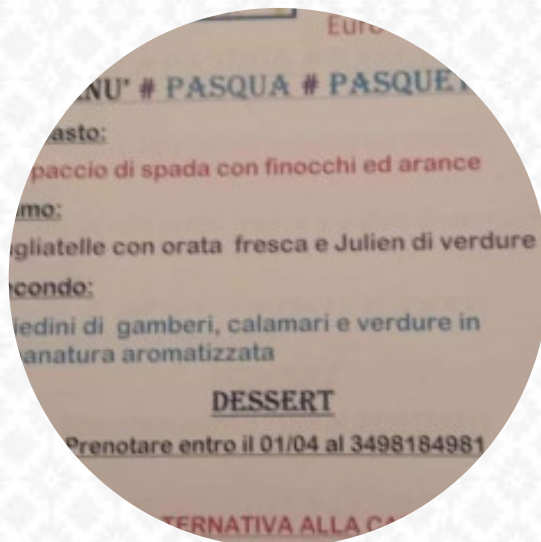 Euro
NU' # PASQUA # PASQUET
asto:
paccio di spada con finocchi ed arance
mo:
gliatelle con orata fresca e Julien di verdure
condo:
iedini di gamberi, calamari e verdure in
anatura aromatizzata
DESSERT
Prenotare entro il 01/04 al 3498184981
TERNATIVA ALLA CA